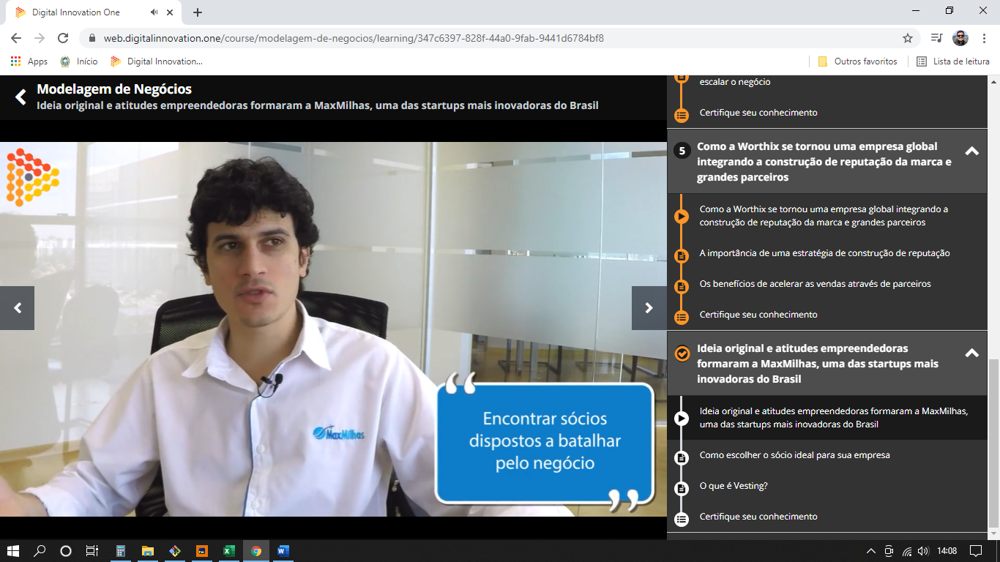 Digital Innovation One
web.digitalinnovation.one/course/modelagem-de-negocios/learning/347c6397-828f-44a0-9fab-9441d6784bf8
Apps
Início
Digital Innovation...
Outros favoritos
Lista de leitura
Modelagem de Negócios
Ideia original e atitudes empreendedoras formaram a MaxMilhas, uma das startups mais inovadoras do Brasil
MaxMilhas
Encontrar sócios
dispostos a batalhar
pelo negócio
escalar o negócio
Certifique seu conhecimento
5
Como a Worthix se tornou uma empresa global
integrando a construção de reputação da marca e
grandes parceiros
Como a Worthix se tornou uma empresa global integrando a
construção de reputação da marca e grandes parceiros
A importância de uma estratégia de construção de reputação
Os benefícios de acelerar as vendas através de parceiros
Certifique seu conhecimento
Ideia original e atitudes empreendedoras
formaram a MaxMilhas, uma das startups mais
inovadoras do Brasil
Ideia original e atitudes empreendedoras formaram a MaxMilhas,
uma das startups mais inovadoras do Brasil
Como escolher o sócio ideal para sua empresa
O que é Vesting?
Certifique seu conhecimento
14:08